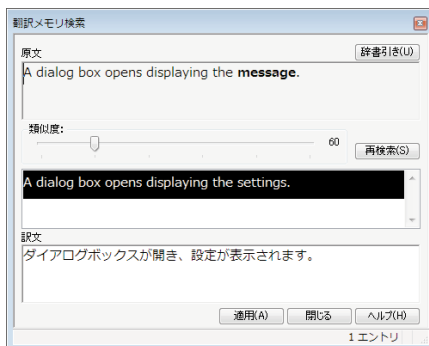 翻訳メモリ検索
原文
辞書引き(U)
A dialog box opens displaying the message.
類似度:
60
再検索(S)
A dialog box opens displaying the settings.
訳文
ダイアログボックスが開き、設定が表示されます。
適用(A) 閉じる ヘルプ(H)
1 エントリ